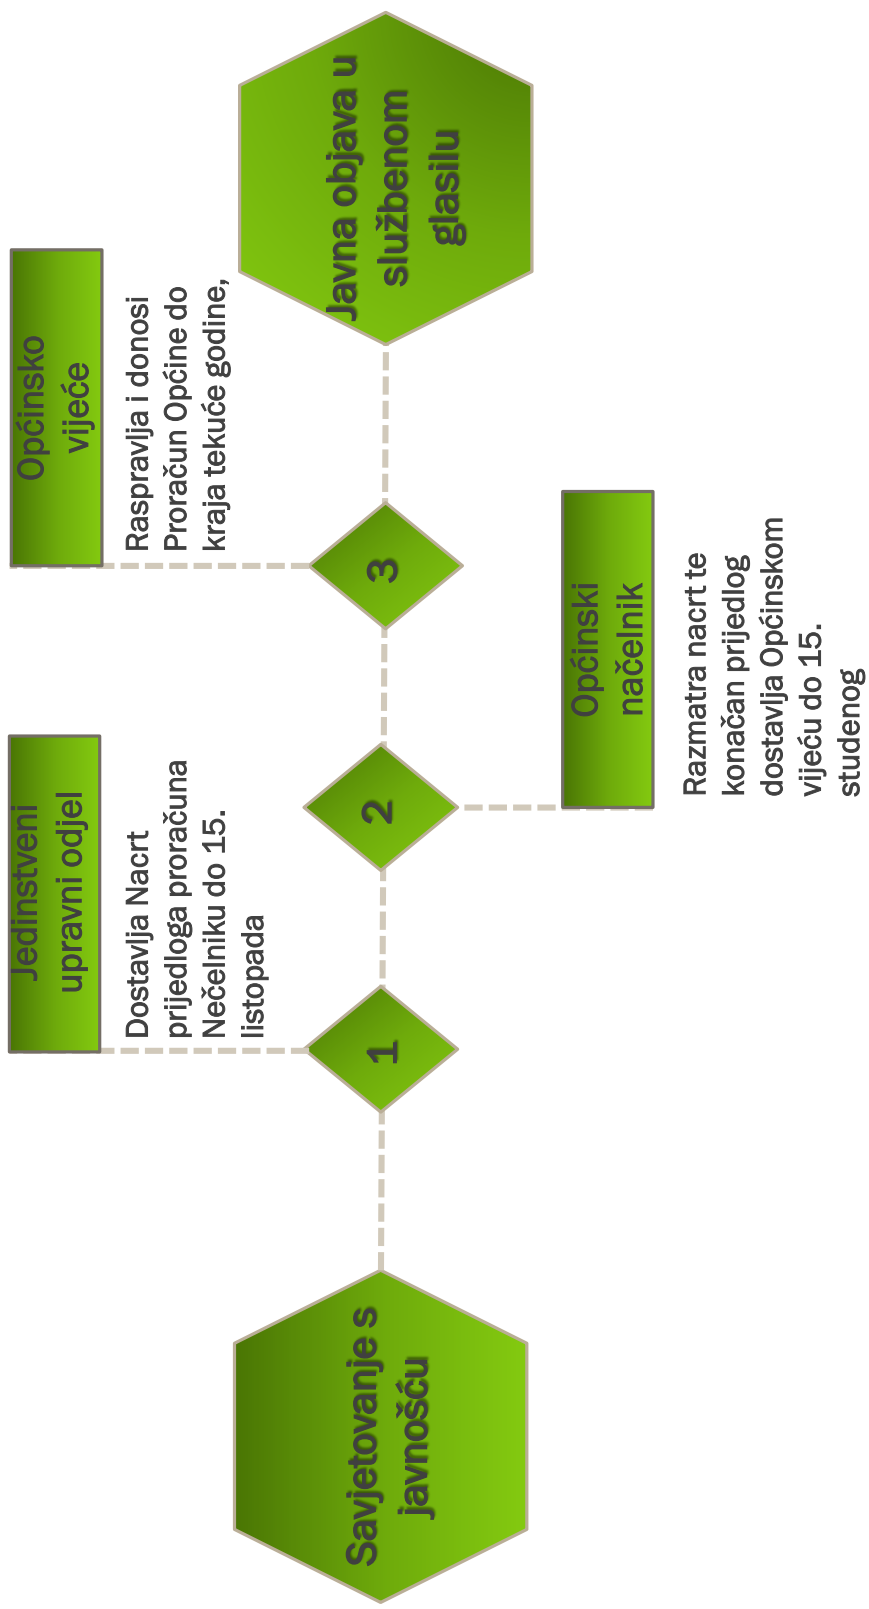 Savjetovanje s
javnošću
1
Jedinstveni
upravni odjel
Dostavlja Nacrt
prijedloga proračuna
Nečelniku do 15.
listopada
2
Općinski
načelnik
Razmatra nacrt te
konačan prijedlog
dostavlja Općinskom
vijeću do 15.
studenog
3
Općinsko
vijeće
Raspravlja i donosi
Proračun Općine do
kraja tekuće godine,
Javna objava u
službenom
glasilu